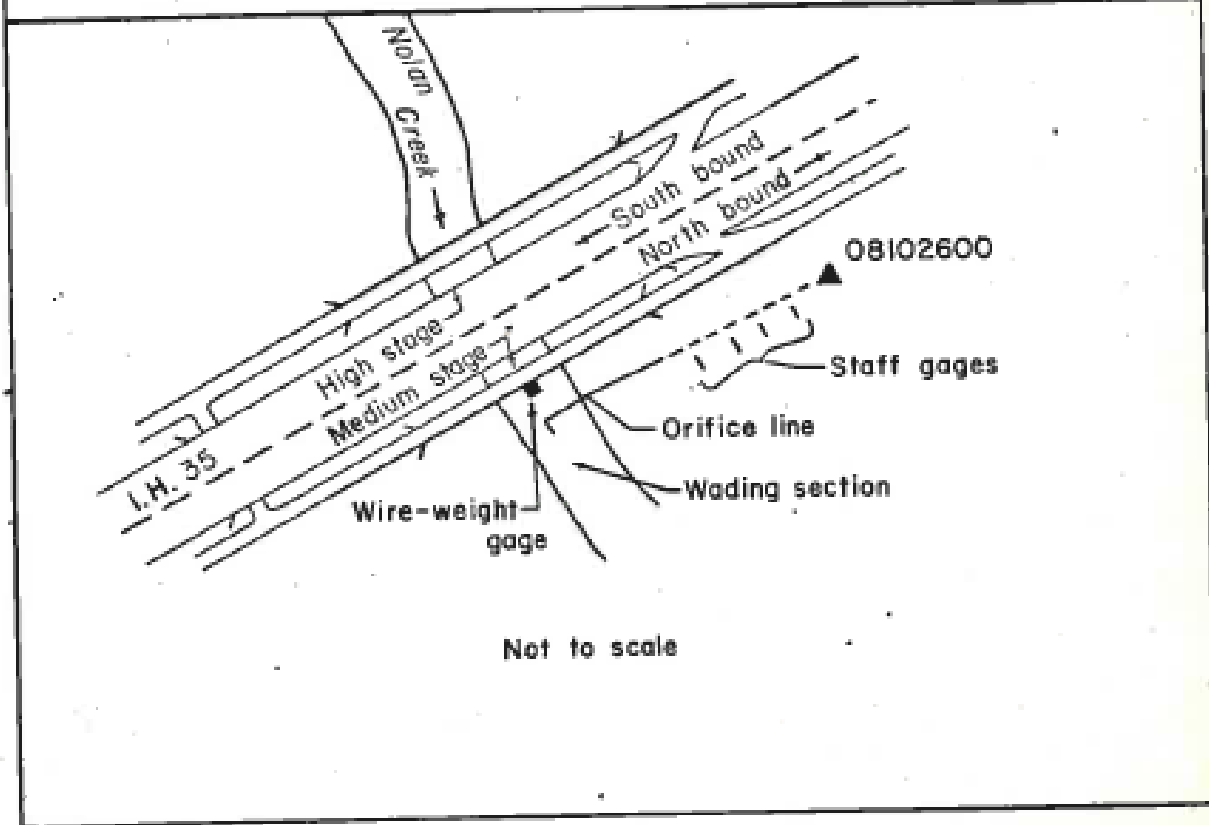 Nolan Creek
South bound
North bound
08102600
High stage
Medium stage
Staff gages
Orifice line
I.H. 35
Wading section
Wire-weight
gage
Not to scale